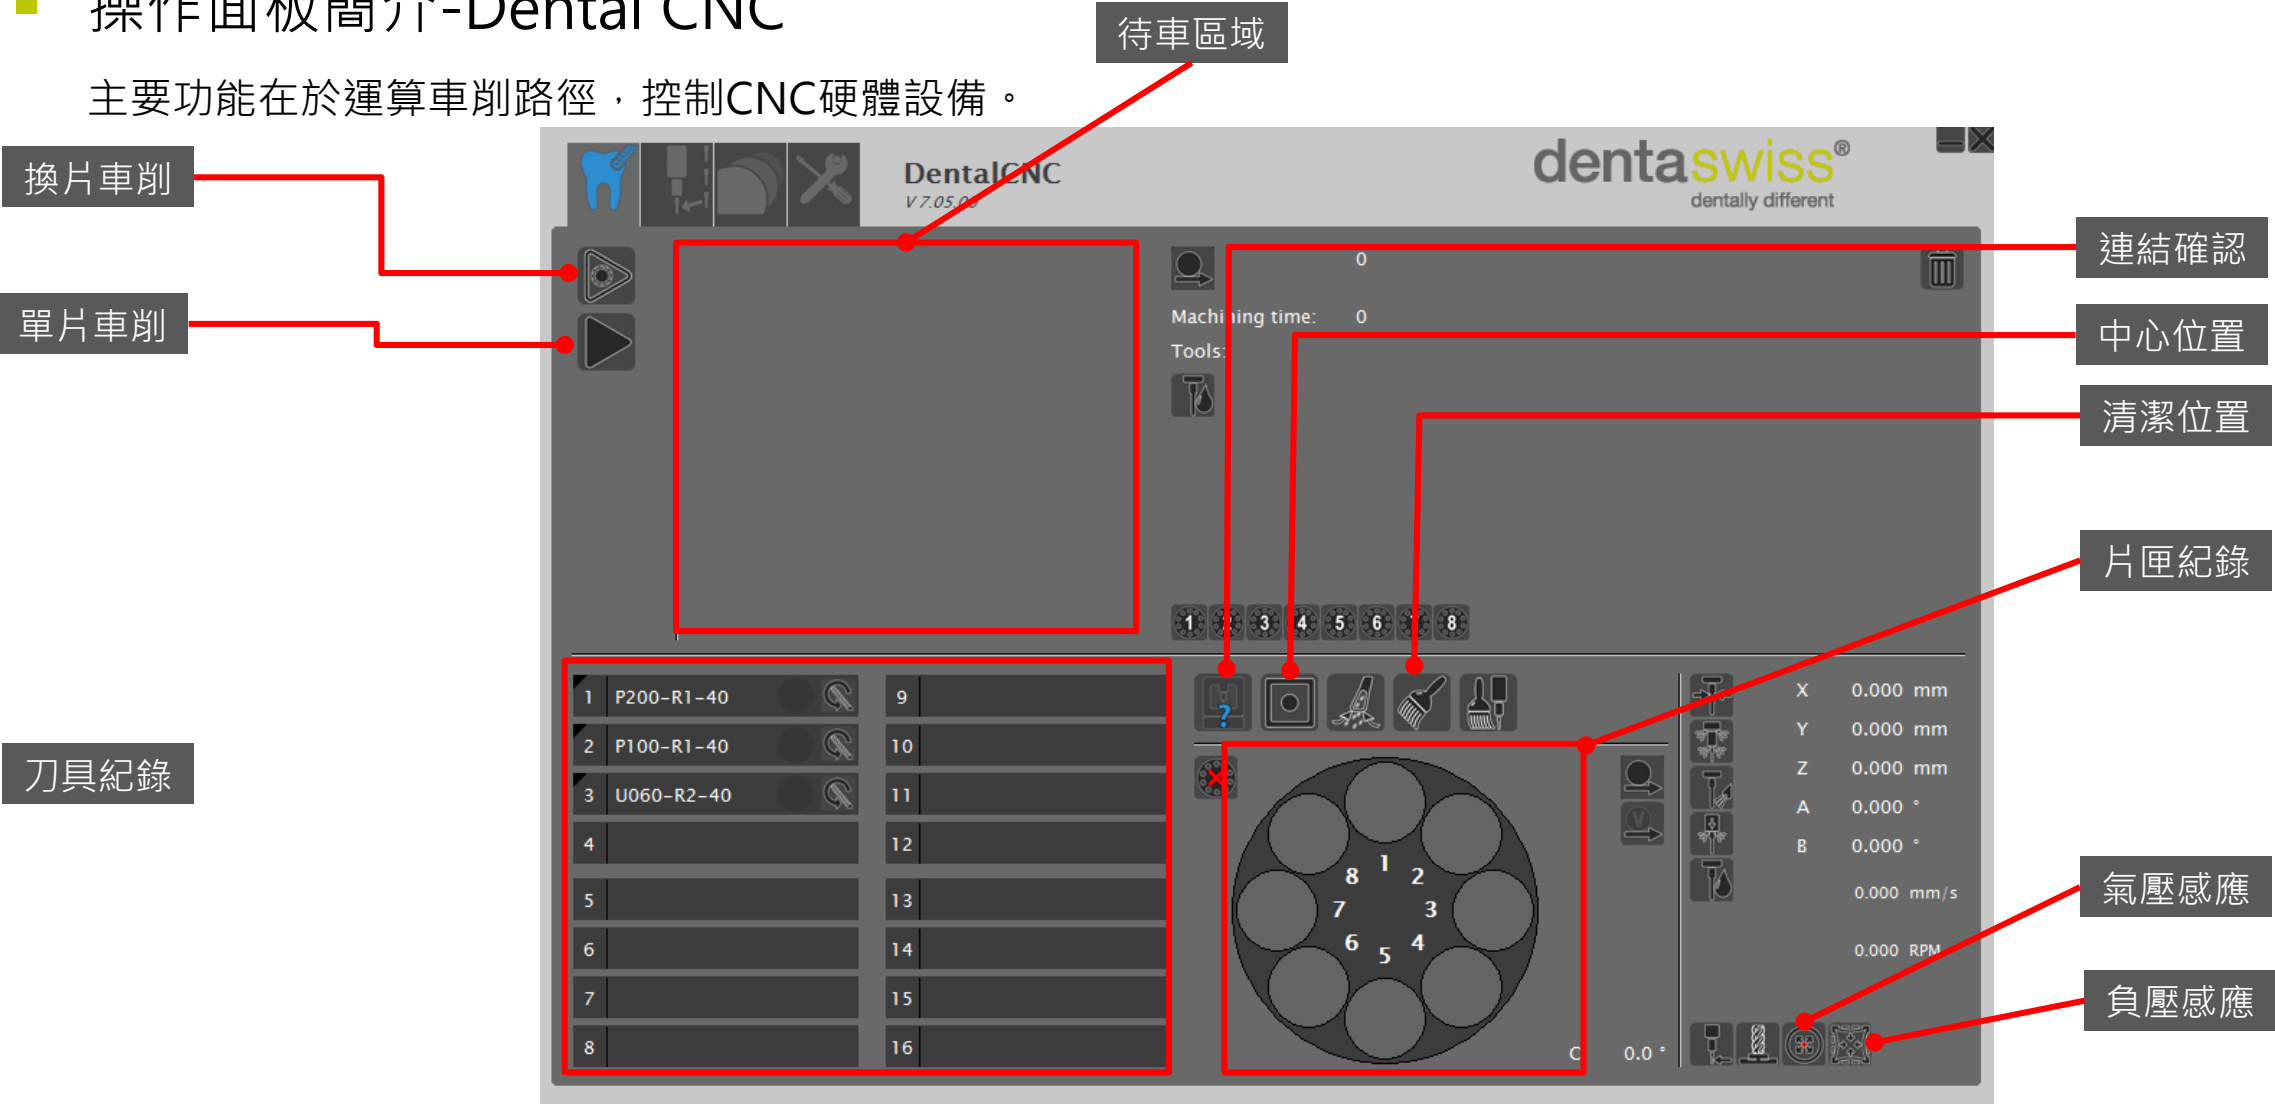 操作面板簡介-Dental CNC
主要功能在於運算車削路徑，控制CNC硬體設備。
待車區域
換片車削
單片車削
刀具紀錄
DentalCNC
V 7.05.00
dentaswiss®
dentally different
連結確認
中心位置
清潔位置
片匣紀錄
氣壓感應
負壓感應
0
Machining time: 0
Tools:
1 2 3 4 5 6 7 8
1 P200-R1-40
2 P100-R1-40
3 U060-R2-40
4
5
6
7
8
9
10
11
12
13
14
15
16
?
1
2
3
4
5
6
7
8
V
C 0.0 °
X 0.000 mm
Y 0.000 mm
Z 0.000 mm
A 0.000 °
B 0.000 °
0.000 mm/s
0.000 RPM